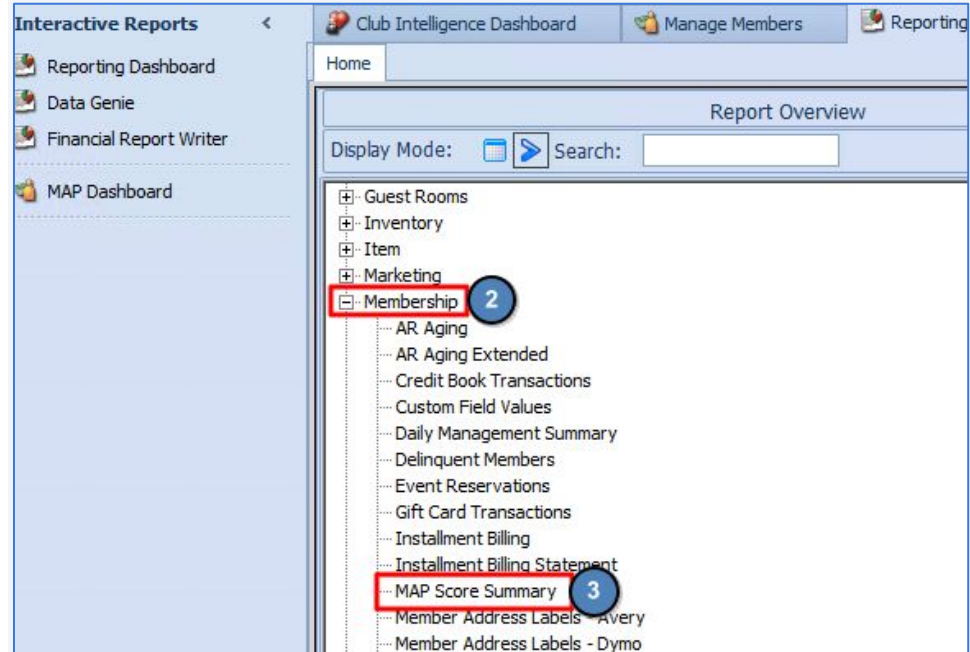 Interactive Reports <
Reporting Dashboard
Data Genie
Financial Report Writer
MAP Dashboard
Club Intelligence Dashboard
Manage Members
Reporting
Home
Report Overview
Display Mode:
Search:
Guest Rooms
Inventory
Item
Marketing
Membership 2
AR Aging
AR Aging Extended
Credit Book Transactions
Custom Field Values
Daily Management Summary
Delinquent Members
Event Reservations
Gift Card Transactions
Installment Billing
Installment Billing Statement
MAP Score Summary 3
Member Address Labels - Avery
Member Address Labels - Dymo